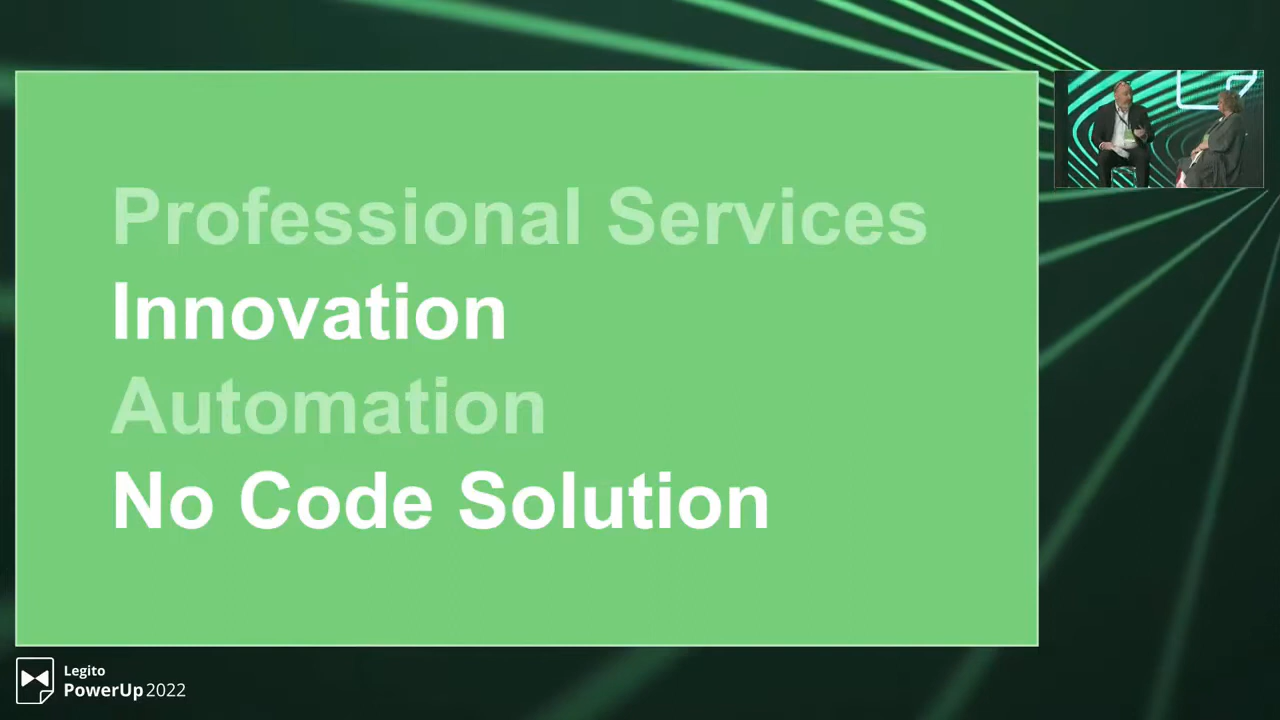 Professional Services
Innovation
Automation
No Code Solution
Legito
PowerUp 2022